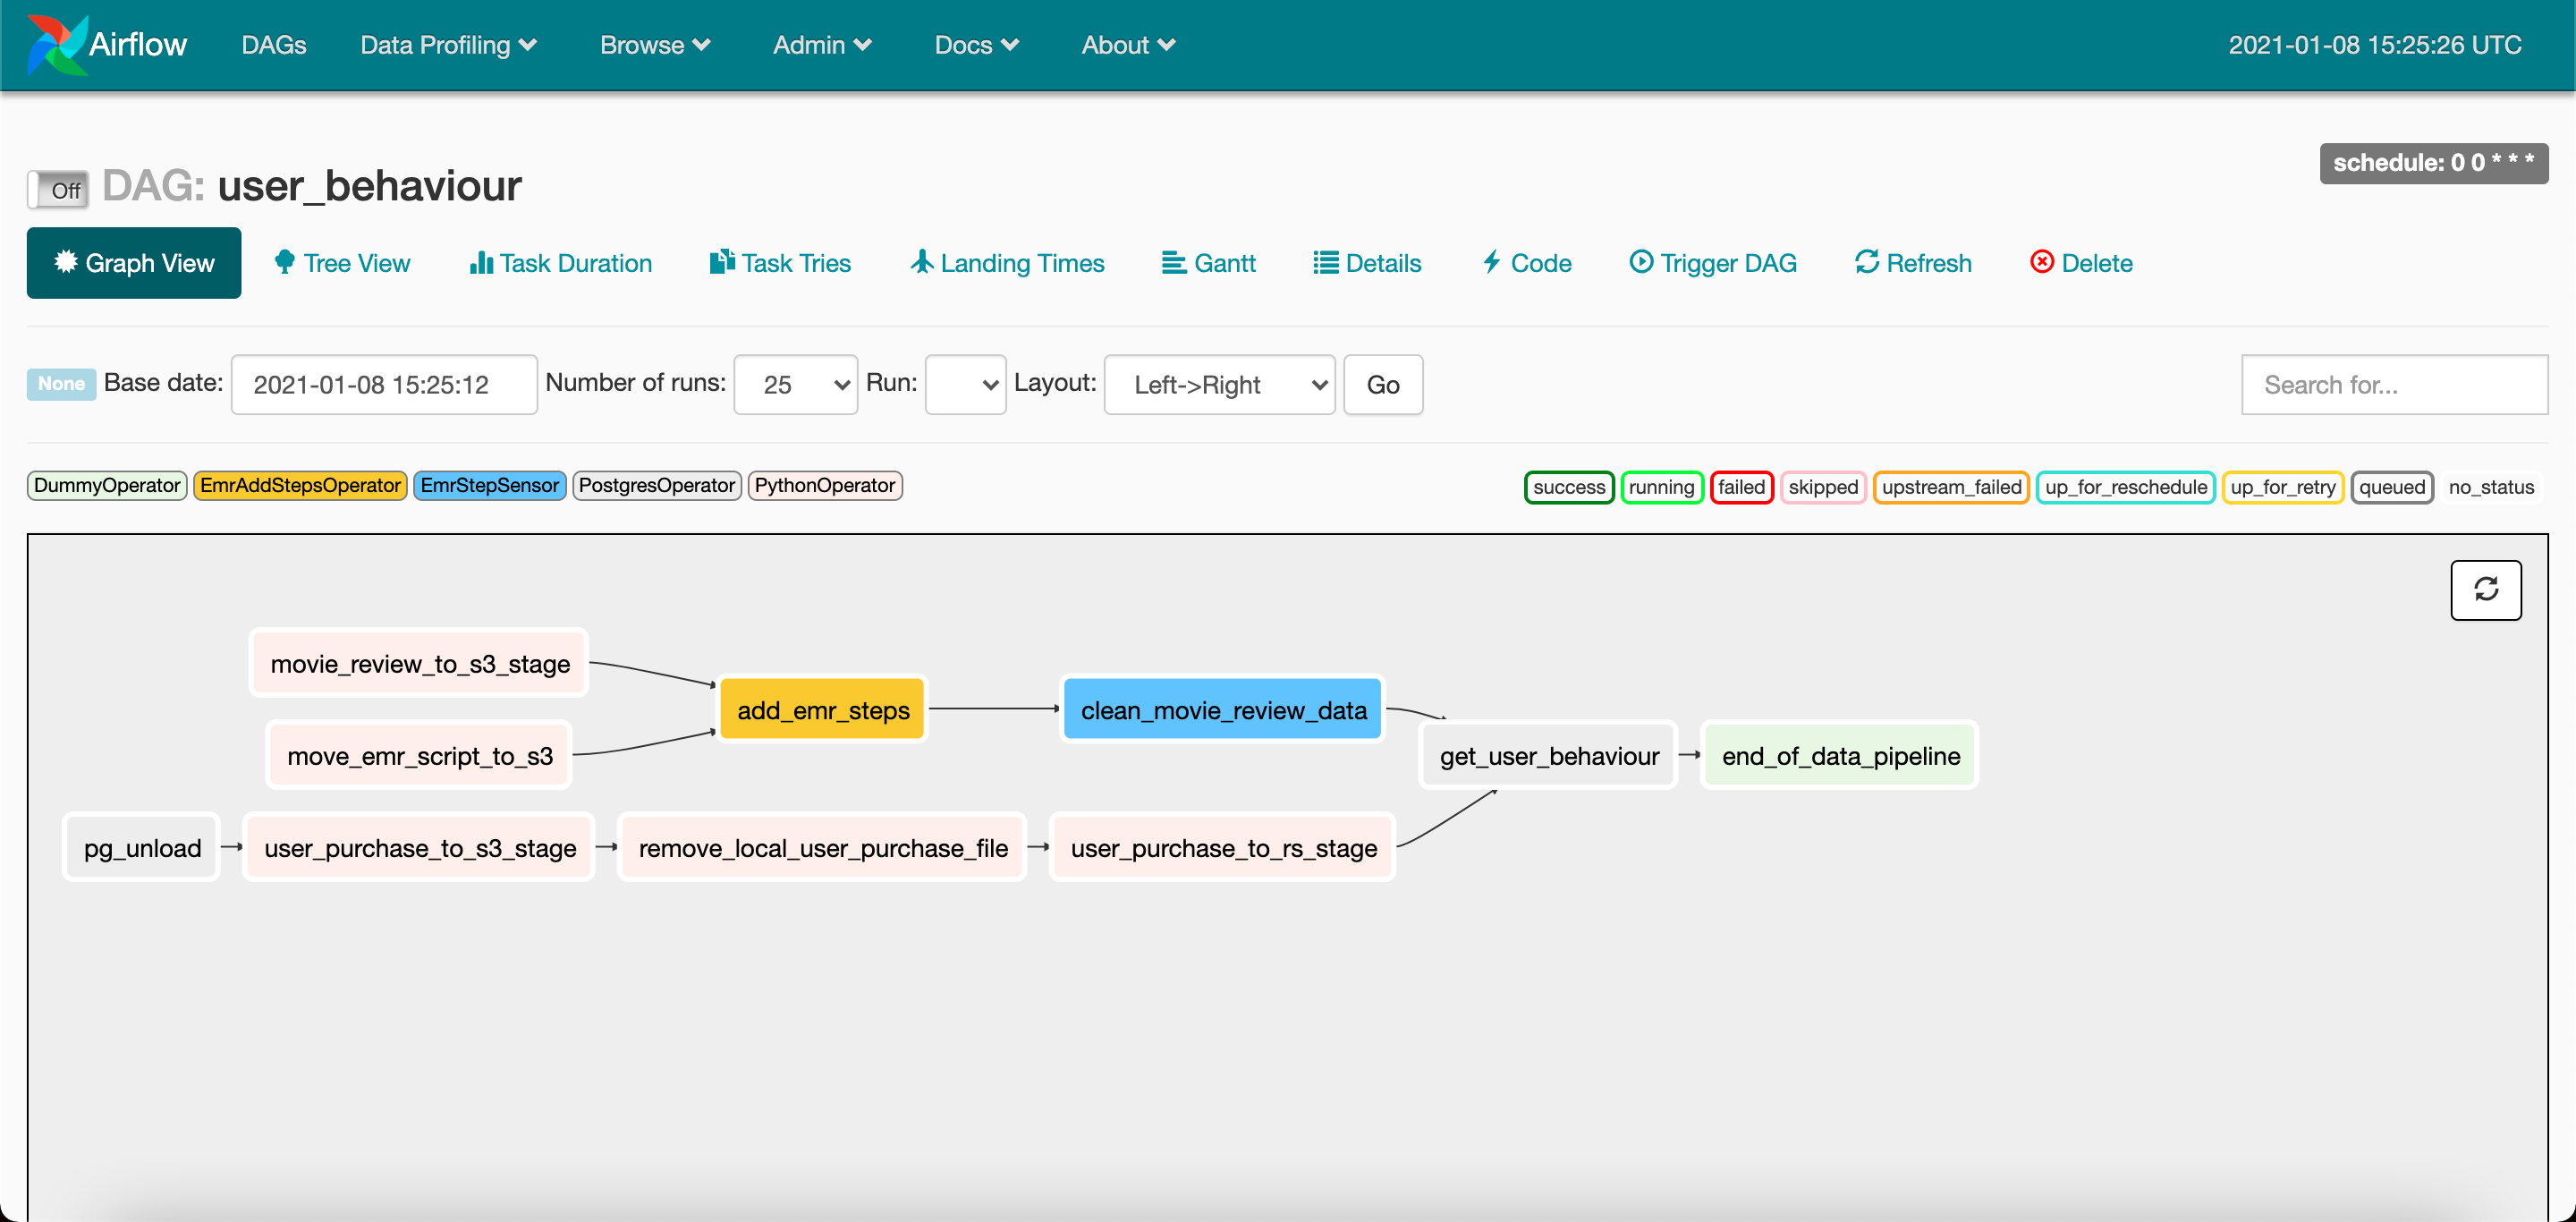 Airflow DAGs Data Profiling Browse Admin Docs About 2021-01-08 15:25:26 UTC
schedule: 0 0 * * *
Off DAG: user_behaviour
Graph View Tree View Task Duration Task Tries Landing Times Gantt Details Code Trigger DAG Refresh Delete
None Base date: 2021-01-08 15:25:12 Number of runs: 25 Run: Layout: Left->Right Go Search for...
DummyOperator EmrAddStepsOperator EmrStepSensor PostgresOperator PythonOperator success running failed skipped upstream_failed up_for_reschedule up_for_retry queued no_status
movie_review_to_s3_stage
add_emr_steps clean_movie_review_data
move_emr_script_to_s3 get_user_behaviour end_of_data_pipeline
pg_unload user_purchase_to_s3_stage remove_local_user_purchase_file user_purchase_to_rs_stage